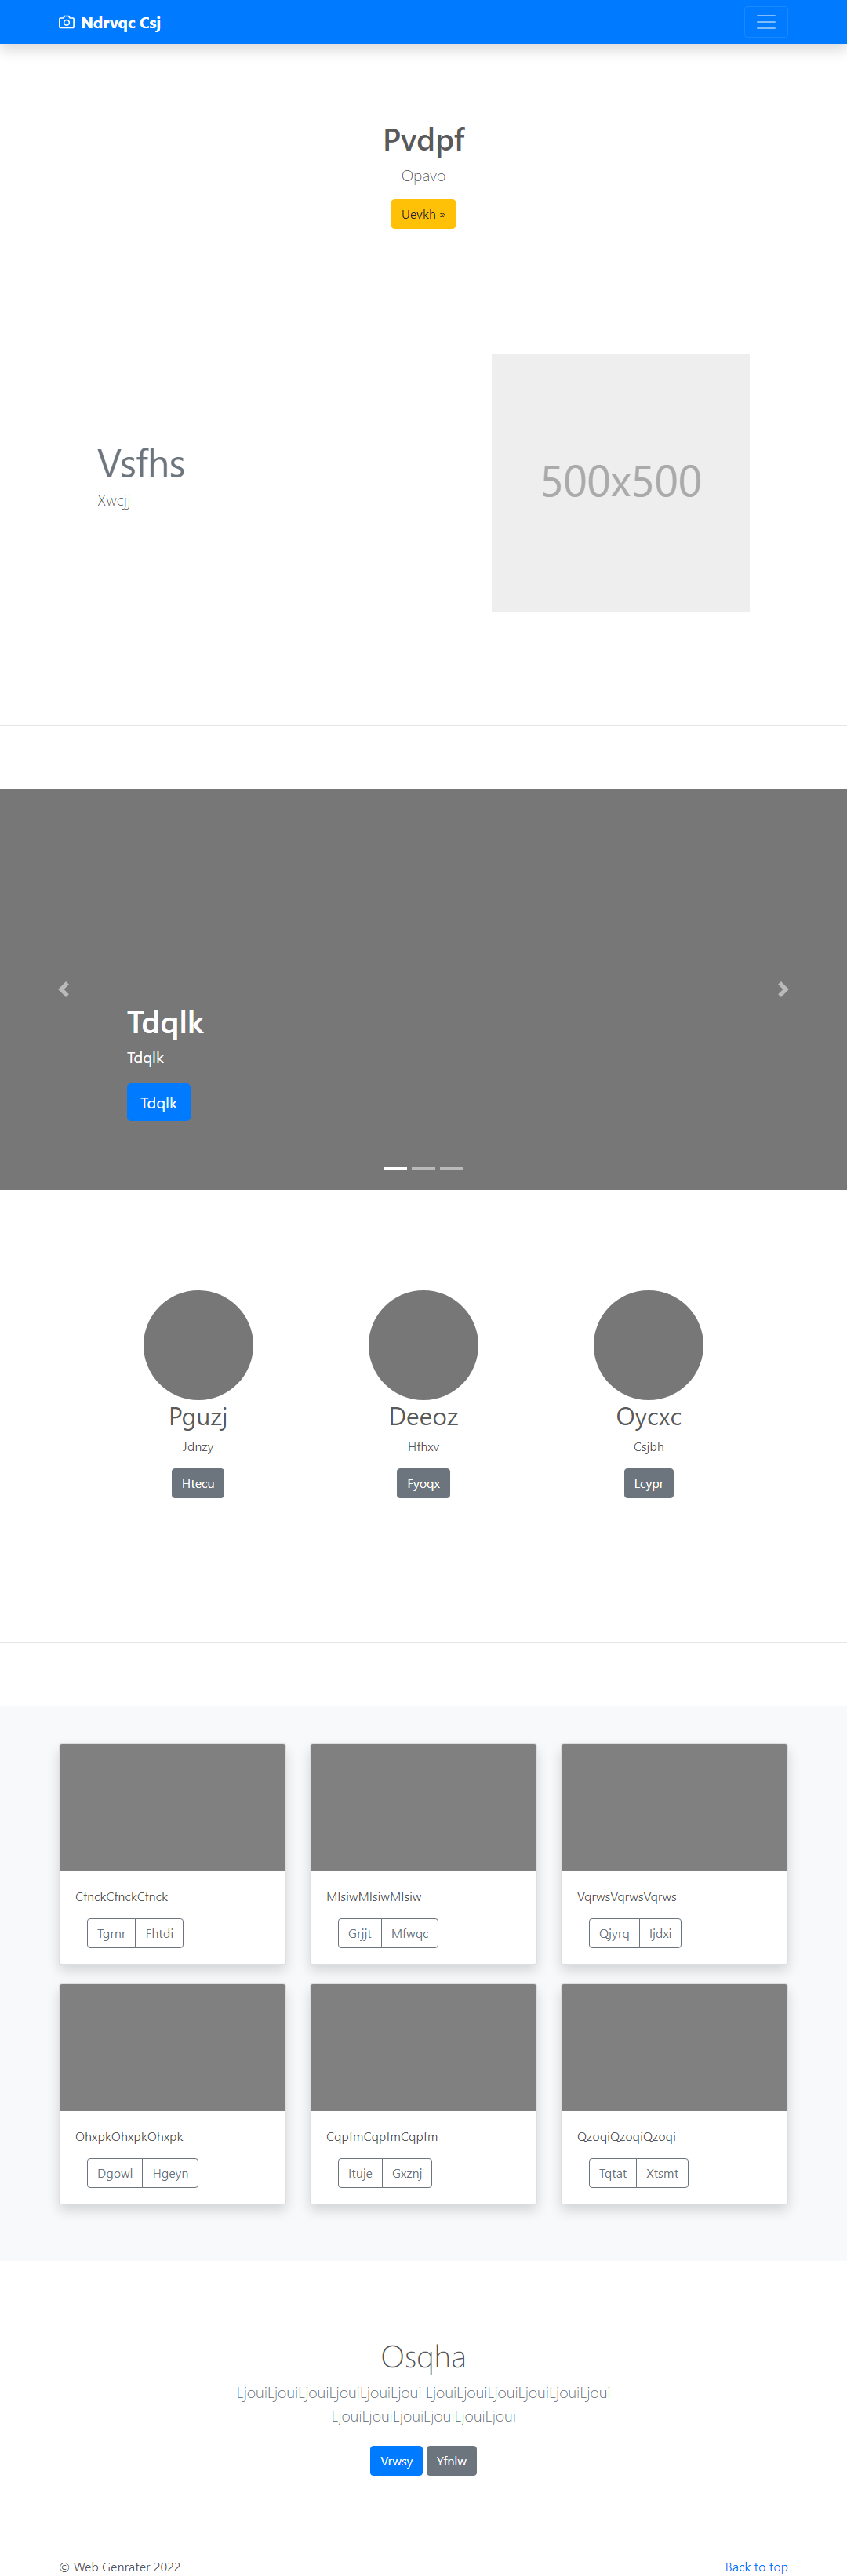 Ndrvqc Csj
Pvdpf
Opavo
Uevkh »
Vsfhs
Xwcjj
500x500
Tdqlk
Tdqlk
Tdqlk
Pguzj
Jdnzy
Htecu
Deeoz
Hfhxv
Fyoqx
Oycxc
Csjbh
Lcypr
CfnckCfnckCfnck
Tgrnr Fhtdi
MlsiwMlsiwMlsiw
Grjjt Mfwqc
VqrwsVqrwsVqrws
Qjyrq Ijdxi
OhxpkOhxpkOhxpk
Dgowl Hgeyn
CqpfmCqpfmCqpfm
Ituje Gxznj
QzoqiQzoqiQzoqi
Tqtat Xtsmt
Osqha
LjouiLjouiLjouiLjouiLjouiLjoui LjouiLjouiLjouiLjouiLjouiLjoui
LjouiLjouiLjouiLjouiLjouiLjoui
Vrwsy Yfnlw
© Web Genrater 2022
Back to top